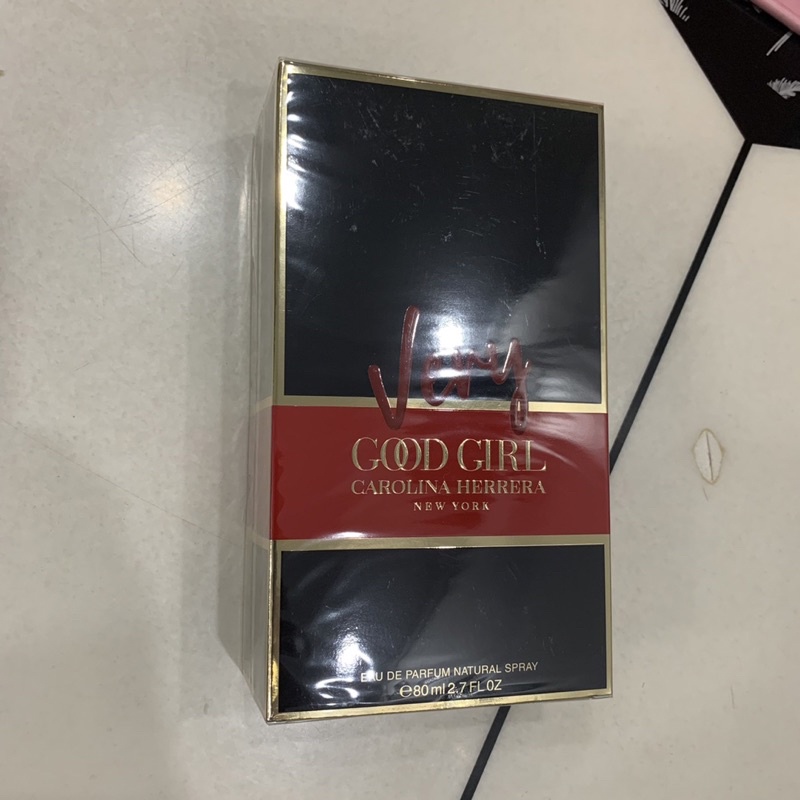 Very
GOOD GIRL
CAROLINA HERRERA
NEW YORK
EAU DE PARFUM NATURAL SPRAY
℮80 ml 2.7 FL OZ